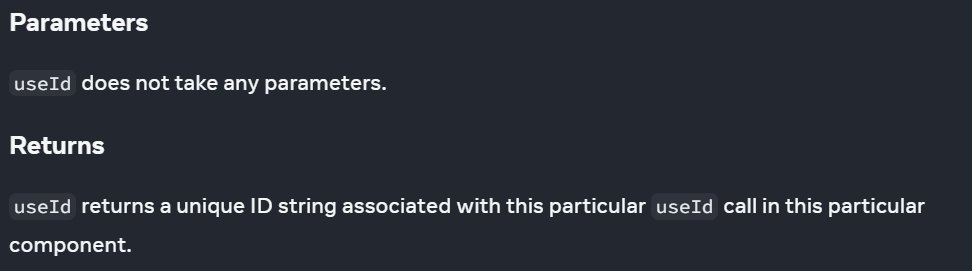 Parameters
useId does not take any parameters.
Returns
useId returns a unique ID string associated with this particular useId call in this particular
component.